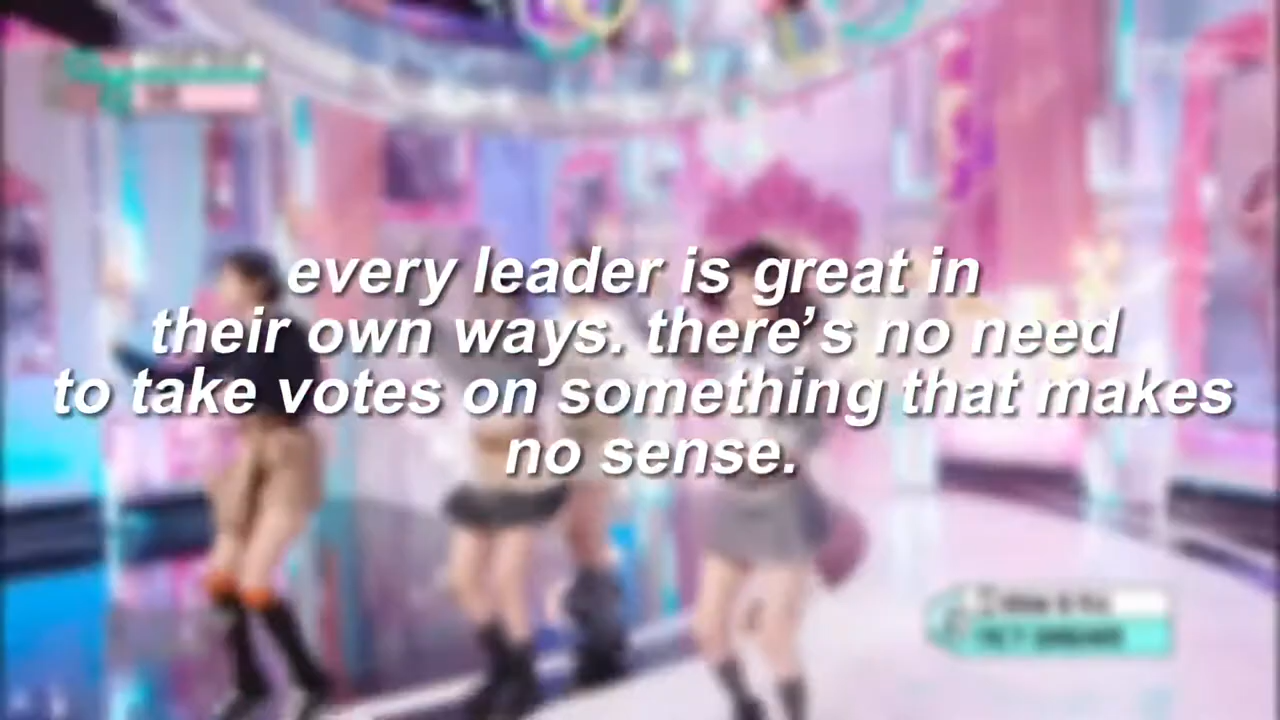 every leader is great in
their own ways. there’s no need
to take votes on something that makes
no sense.